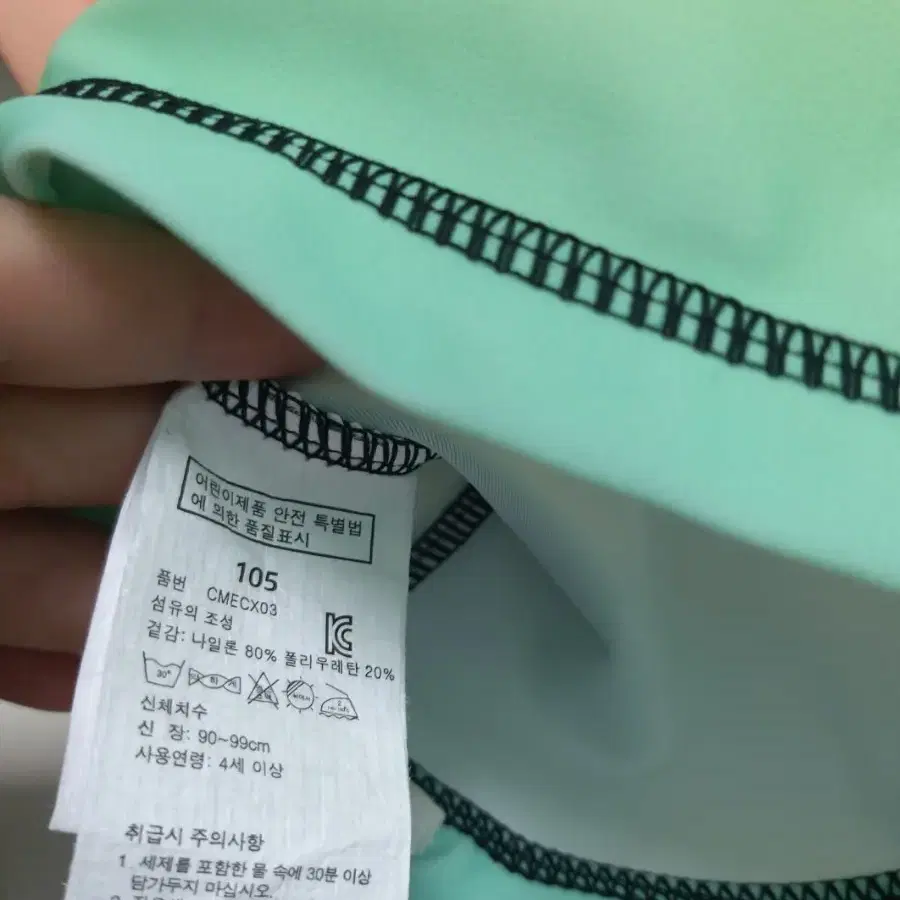 어린이제품 안전 특별법
에 의한 품질표시
105
품번 CMECX03
섬유의 조성
겉감: 나일론 80% 폴리우레탄 20%
30°
신체치수
신 장: 90~99cm
사용연령: 4세 이상
취급시 주의사항
1. 세제를 포함한 물 속에 30분 이상
담가두지 마십시오.